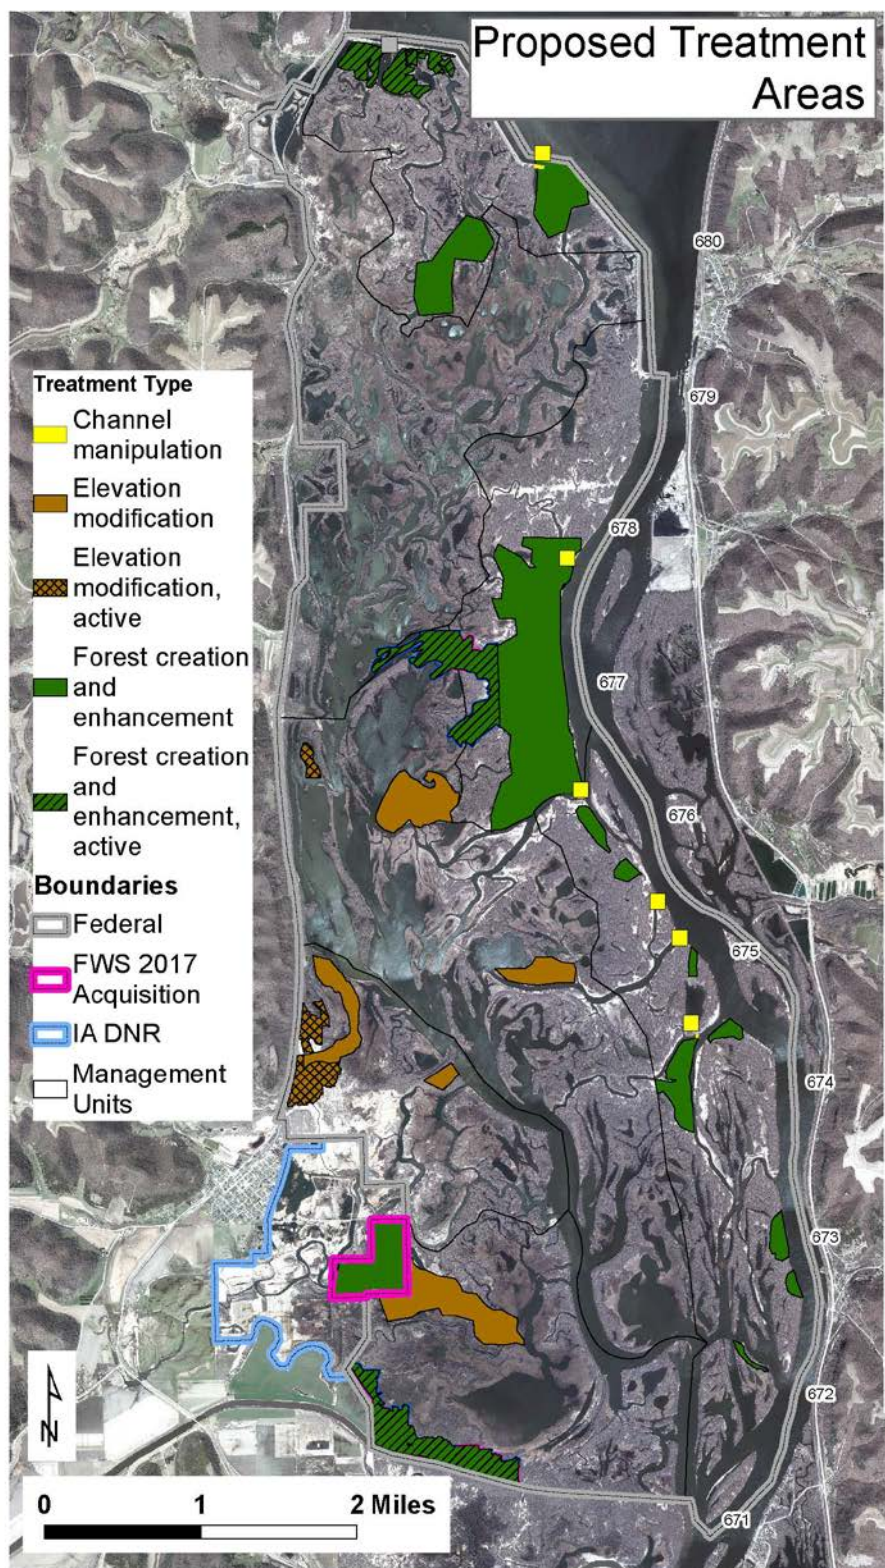 Proposed Treatment
Areas
680
679
678
677
676
675
674
673
672
671
Treatment Type
Channel
manipulation
Elevation
modification
Elevation
modification,
active
Forest creation
and
enhancement
Forest creation
and
enhancement,
active
Boundaries
Federal
FWS 2017
Acquisition
IA DNR
Management
Units
N
0 1 2 Miles